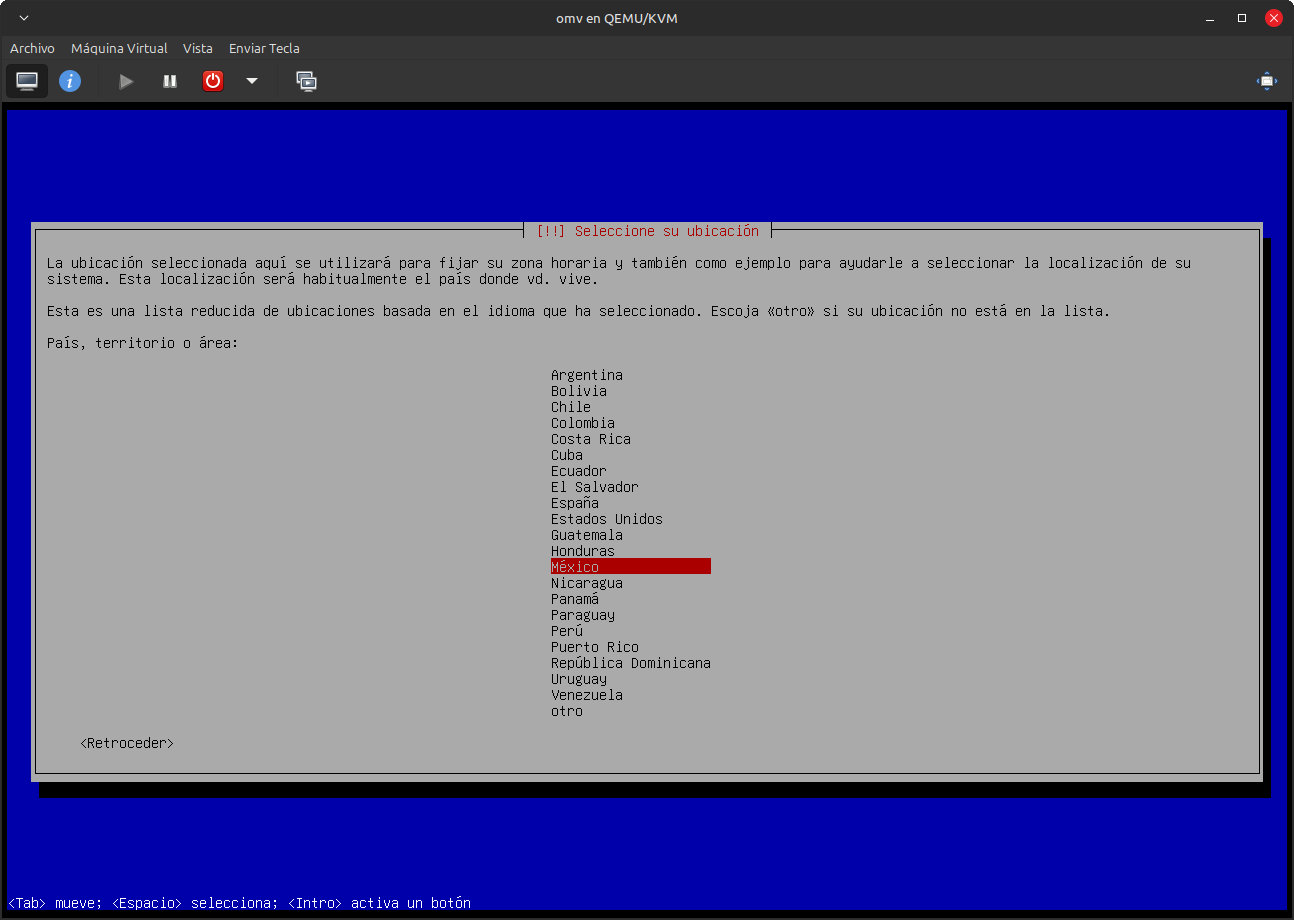 omv en QEMU/KVM
Archivo Máquina Virtual Vista Enviar Tecla
[!!] Seleccione su ubicación
La ubicación seleccionada aquí se utilizará para fijar su zona horaria y también como ejemplo para ayudarle a seleccionar la localización de su
sistema. Esta localización será habitualmente el país donde vd. vive.
Esta es una lista reducida de ubicaciones basada en el idioma que ha seleccionado. Escoja «otro» si su ubicación no está en la lista.
País, territorio o área:
Argentina
Bolivia
Chile
Colombia
Costa Rica
Cuba
Ecuador
El Salvador
España
Estados Unidos
Guatemala
Honduras
México
Nicaragua
Panamá
Paraguay
Perú
Puerto Rico
República Dominicana
Uruguay
Venezuela
otro
<Retroceder>
<Tab> mueve; <Espacio> selecciona; <Intro> activa un botón